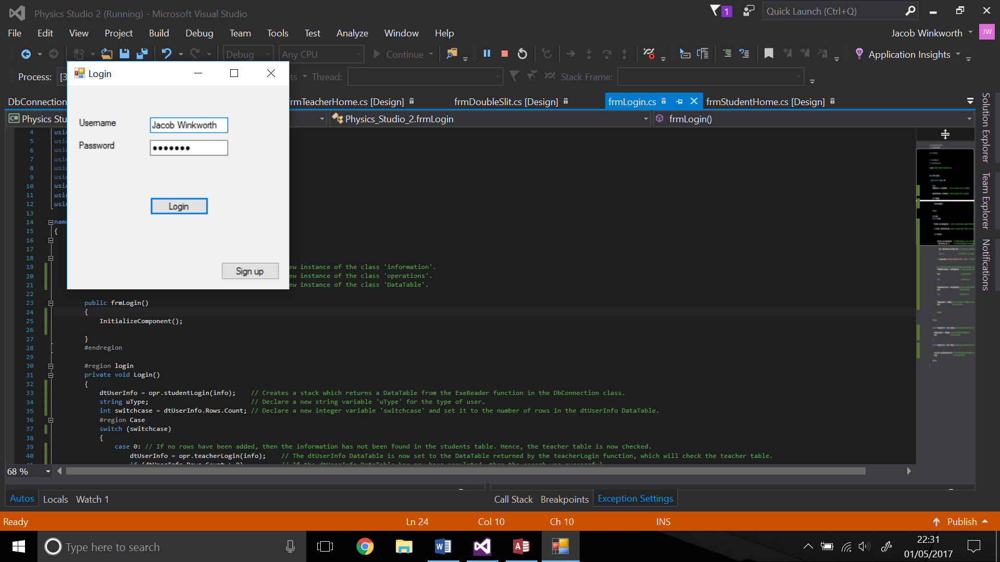 Physics Studio 2 (Running) - Microsoft Visual Studio
1
Quick Launch (Ctrl+Q)
File Edit View Project Build Debug Team Tools Test Analyze Window Help
Jacob Winkworth JW
Debug Any CPU Continue Application Insights
Process: [3 ts Thread: Stack Frame:
Login
DbConnection frmTeacherHome.cs [Design] frmDoubleSlit.cs [Design] frmLogin.cs frmStudentHome.cs [Design]
C# Physics Stu Physics_Studio_2.frmLogin frmLogin()
Username Jacob Winkworth
Password
Login
Sign up
4 usi
5 usi
6 usi
7 usi
8 usi
9 usi
10 usi
11 usi
12 usi
13
14 name
15 {
16
17
18
19 ew instance of the class 'information'.
20 ew instance of the class 'operations'.
21 ew instance of the class 'DataTable'.
22
23 public frmLogin()
24 {
25 InitializeComponent();
26
27 }
28 #endregion
29
30 #region login
31 private void Login()
32 {
33 dtUserInfo = opr.studentLogin(info); // Creates a stack which returns a DataTable from the ExeReader function in the DbConnection class.
34 string uType; // Declare a new string variable 'uType' for the type of user.
35 int switchcase = dtUserInfo.Rows.Count; // Declare a new integer variable 'switchcase' and set it to the number of rows in the dtUserInfo DataTable.
36 #region Case
37 switch (switchcase)
38 {
39 case 0: // If no rows have been added, then the information has not been found in the students table. Hence, the teacher table is now checked.
40 dtUserInfo = opr.teacherLogin(info); // The dtUserInfo DataTable is now set to the DataTable returned by the teacherLogin function, which will check the teacher table.
Solution Explorer
Team Explorer
Notifications
68 %
Autos Locals Watch 1 Call Stack Breakpoints Exception Settings
Ready Ln 24 Col 10 Ch 10 INS Publish
Type here to search
22:31
01/05/2017